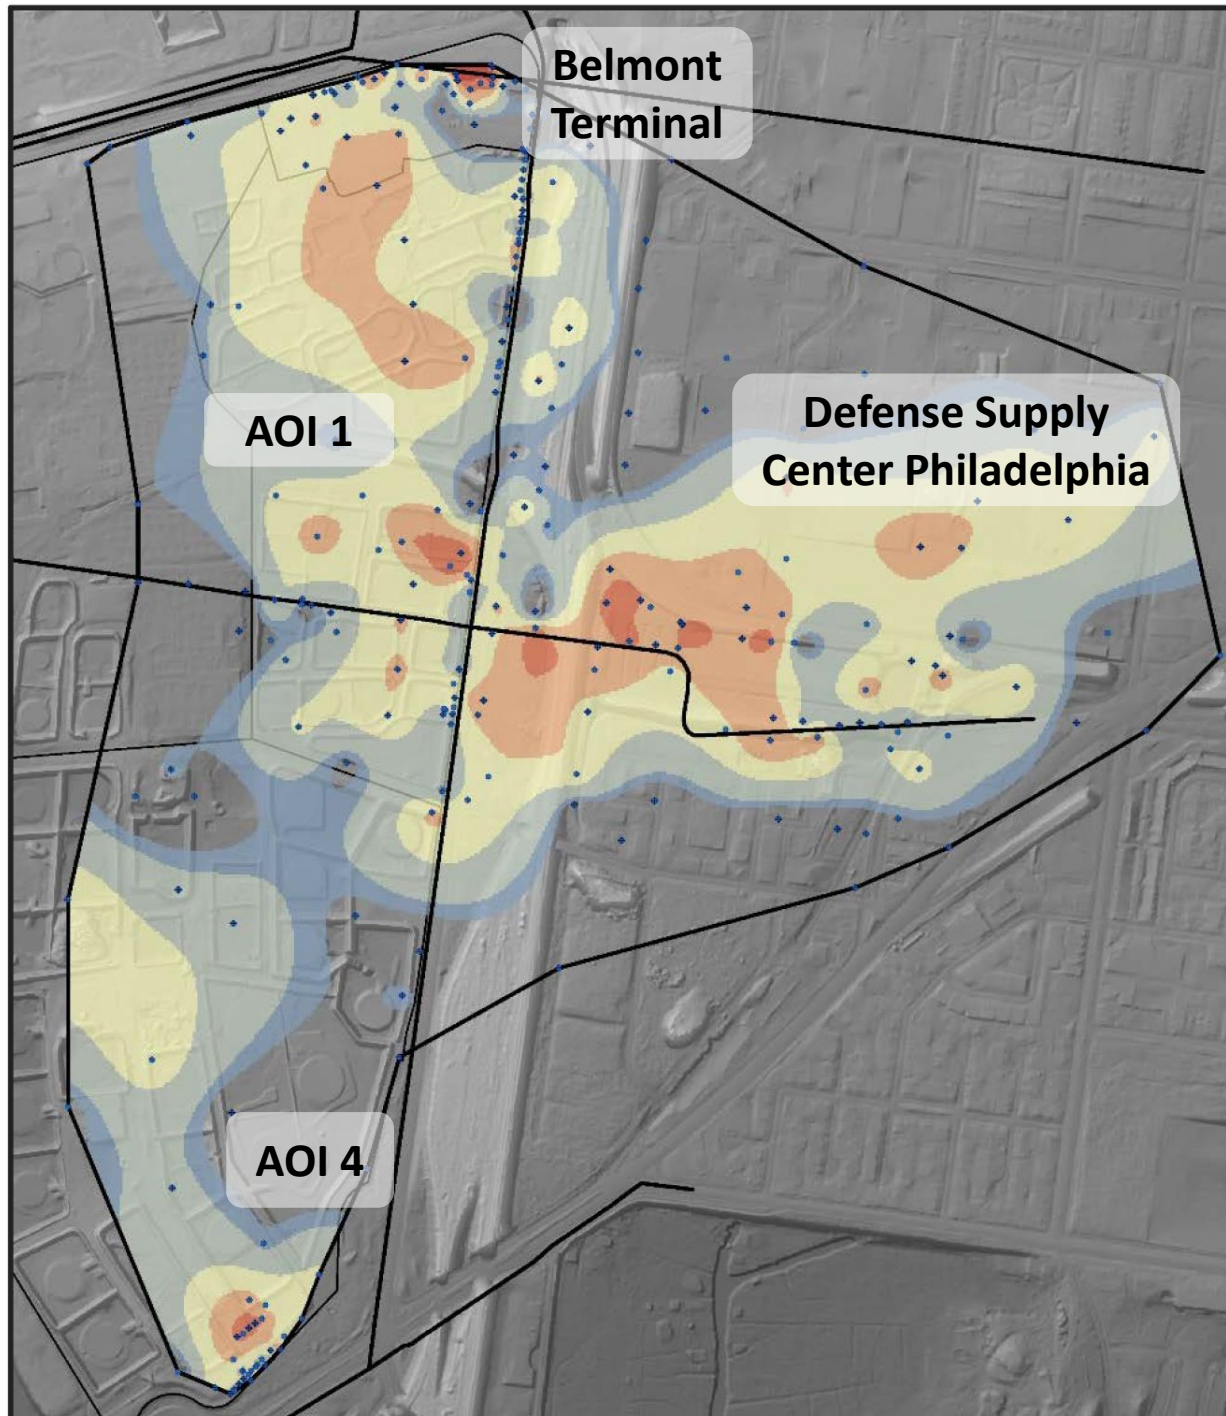 Belmont
Terminal
AOI 1
Defense Supply
Center Philadelphia
AOI 4